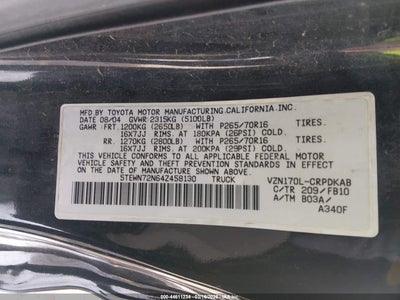 BY TOYOTA MOTOR MANUFACTURING,CALIFORNIA,INC.
DATE 08/04 GVWR 2315KG (5100LB)
GAWR FRT. 1200KG (2650LB) WITH P265/70R16 TIRES,
16X7JJ RIMS AT 180KPA (26PSI) COLD.
RR. 1270KG (2800LB) WITH P265/70R16 TIRES,
16X7JJ RIMS AT 200KPA (29PSI) COLD.
THIS VEHICLE CONFORMS TO ALL APPLICABLE FEDERAL MOTOR
VEHICLE SAFETY AND THEFT PREVENTION STANDARDS IN
EFFECT ON THE DATE OF MANUFACTURE SHOWN ABOVE.
5TEWN72N64Z458130 TRUCK VZN170L-CRPDKAB
C/TR 209/FB10
A/TM B03A/
A340F